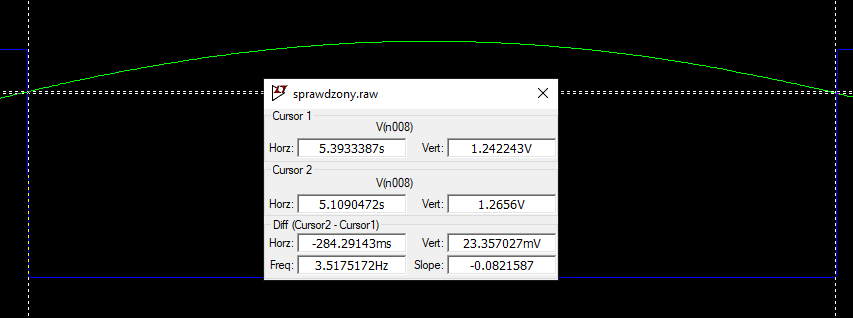 sprawdzony.raw
Cursor 1
V(n008)
Horz: 5.3933387s Vert: 1.242243V
Cursor 2
V(n008)
Horz: 5.1090472s Vert: 1.2656V
Diff (Cursor2 - Cursor1)
Horz: -284.29143ms Vert: 23.357027mV
Freq: 3.5175172Hz Slope: -0.0821587